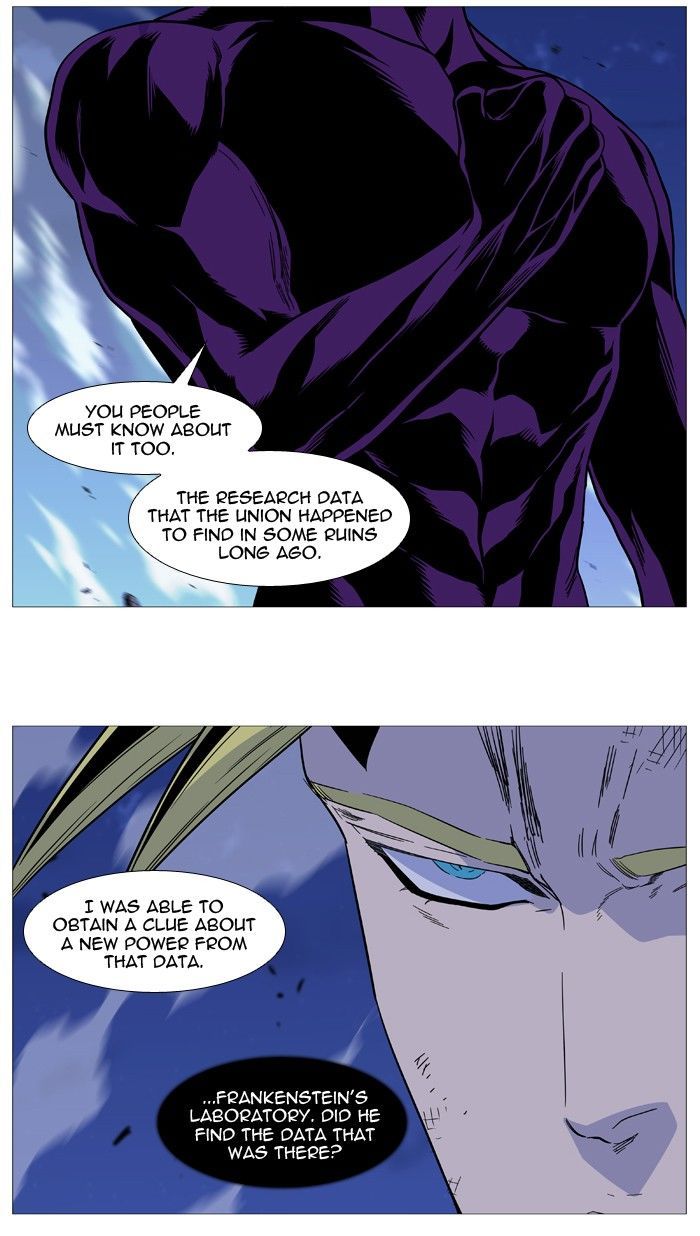 YOU PEOPLE
MUST KNOW ABOUT
IT TOO.
THE RESEARCH DATA
THAT THE UNION HAPPENED
TO FIND IN SOME RUINS
LONG AGO.
I WAS ABLE TO
OBTAIN A CLUE ABOUT
A NEW POWER FROM
THAT DATA.
...FRANKENSTEIN'S
LABORATORY. DID HE
FIND THE DATA THAT
WAS THERE?